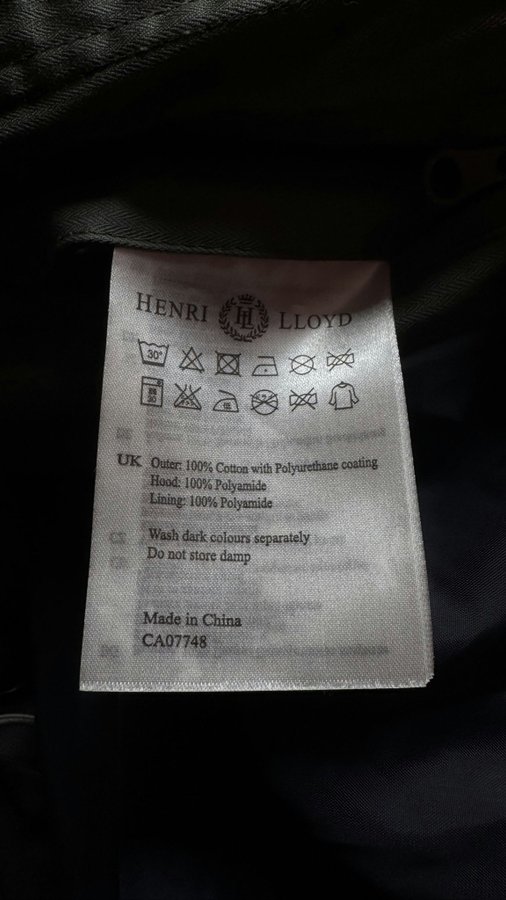 HENRI HL LLOYD
30°
UK Outer: 100% Cotton with Polyurethane coating
Hood: 100% Polyamide
Lining: 100% Polyamide
Wash dark colours separately
Do not store damp
Made in China
CA07748